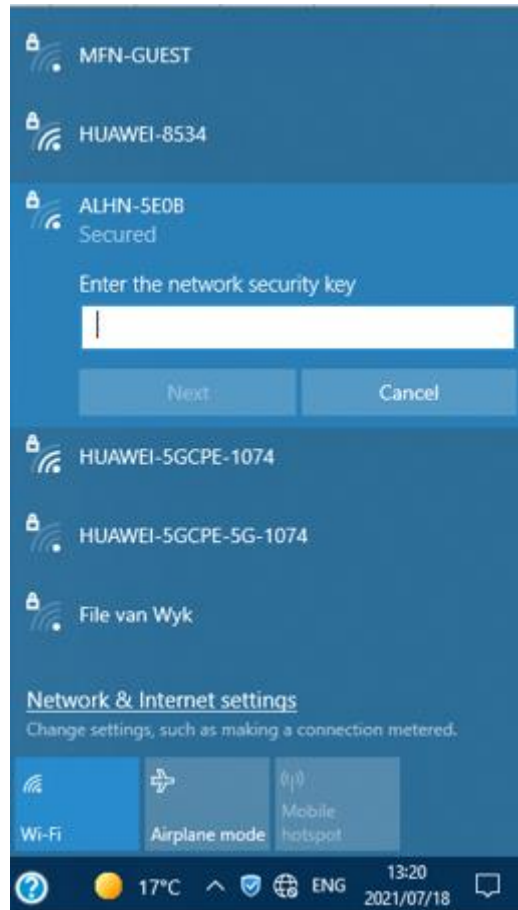 MFN-GUEST
HUAWEI-8534
ALHN-5E0B
Secured
Enter the network security key
Next
Cancel
HUAWEI-5GCPE-1074
HUAWEI-5GCPE-5G-1074
File van Wyk
Network & Internet settings
Change settings, such as making a connection metered.
Wi-Fi
Airplane mode
Mobile
hotspot
17°C
ENG
13:20
2021/07/18